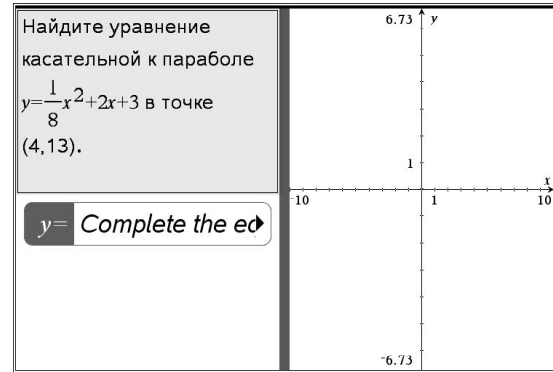 Найдите уравнение
касательной к параболе
y=1/8x²+2x+3 в точке
(4,13).
y= Complete the ec
6.73 y
1
x
-10 1 10
-6.73